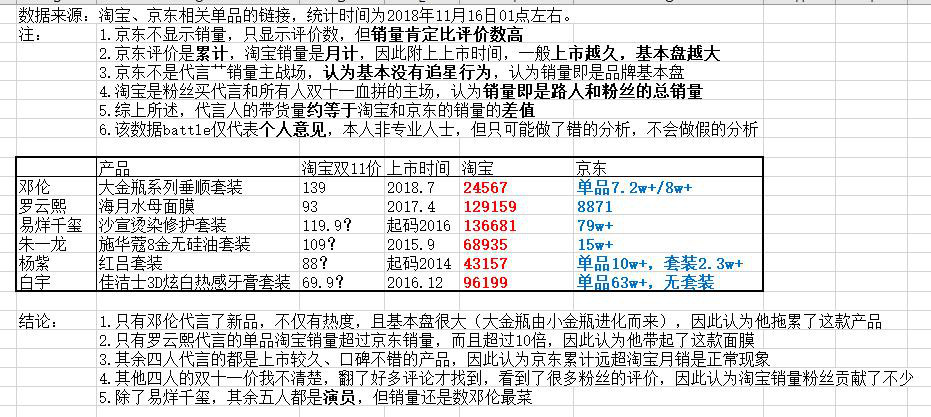 数据来源：淘宝、京东相关单品的链接，统计时间为2018年11月16日01点左右。
注： 1.京东不显示销量，只显示评价数，但销量肯定比评价数高
2.京东评价是累计，淘宝销量是月计，因此附上上市时间，一般上市越久，基本盘越大
3.京东不是代言艹销量主战场，认为基本没有追星行为，认为销量即是品牌基本盘
4.淘宝是粉丝买代言和所有人双十一血拼的主场，认为销量即是路人和粉丝的总销量
5.综上所述，代言人的带货量约等于淘宝和京东的销量的差值
6.该数据battle仅代表个人意见，本人非专业人士，但只可能做了错的分析，不会做假的分析
产品 淘宝双11价 上市时间 淘宝 京东
邓伦 大金瓶系列垂顺套装 139 2018.7 24567 单品7.2w+/8w+
罗云熙 海月水母面膜 93 2017.4 129159 8871
易烊千玺 沙宣烫染修护套装 119.9? 起码2016 136681 79w+
朱一龙 施华蔻8金无硅油套装 109? 2015.9 68935 15w+
杨紫 红吕套装 88? 起码2014 43157 单品10w+，套装2.3w+
白宇 佳洁士3D炫白热感牙膏套装 69.9? 2016.12 96199 单品63w+，无套装
结论： 1.只有邓伦代言了新品，不仅有热度，且基本盘很大（大金瓶由小金瓶进化而来），因此认为他拖累了这款产品
2.只有罗云熙代言的单品淘宝销量超过京东销量，而且超过10倍，因此认为他带起了这款面膜
3.其余四人代言的都是上市较久、口碑不错的产品，因此认为京东累计远超淘宝月销是正常现象
4.其他四人的双十一价我不清楚，翻了好多评论才找到，看到了很多粉丝的评价，因此认为淘宝销量粉丝贡献了不少
5.除了易烊千玺，其余五人都是演员，但销量还是数邓伦最菜